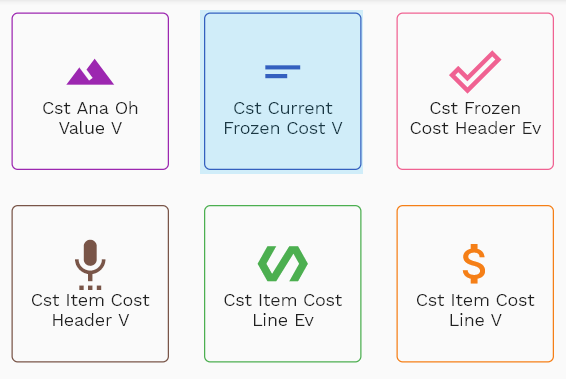 Cst Ana Oh
Value V
Cst Current
Frozen Cost V
Cst Frozen
Cost Header Ev
Cst Item Cost
Header V
Cst Item Cost
Line Ev
Cst Item Cost
Line V